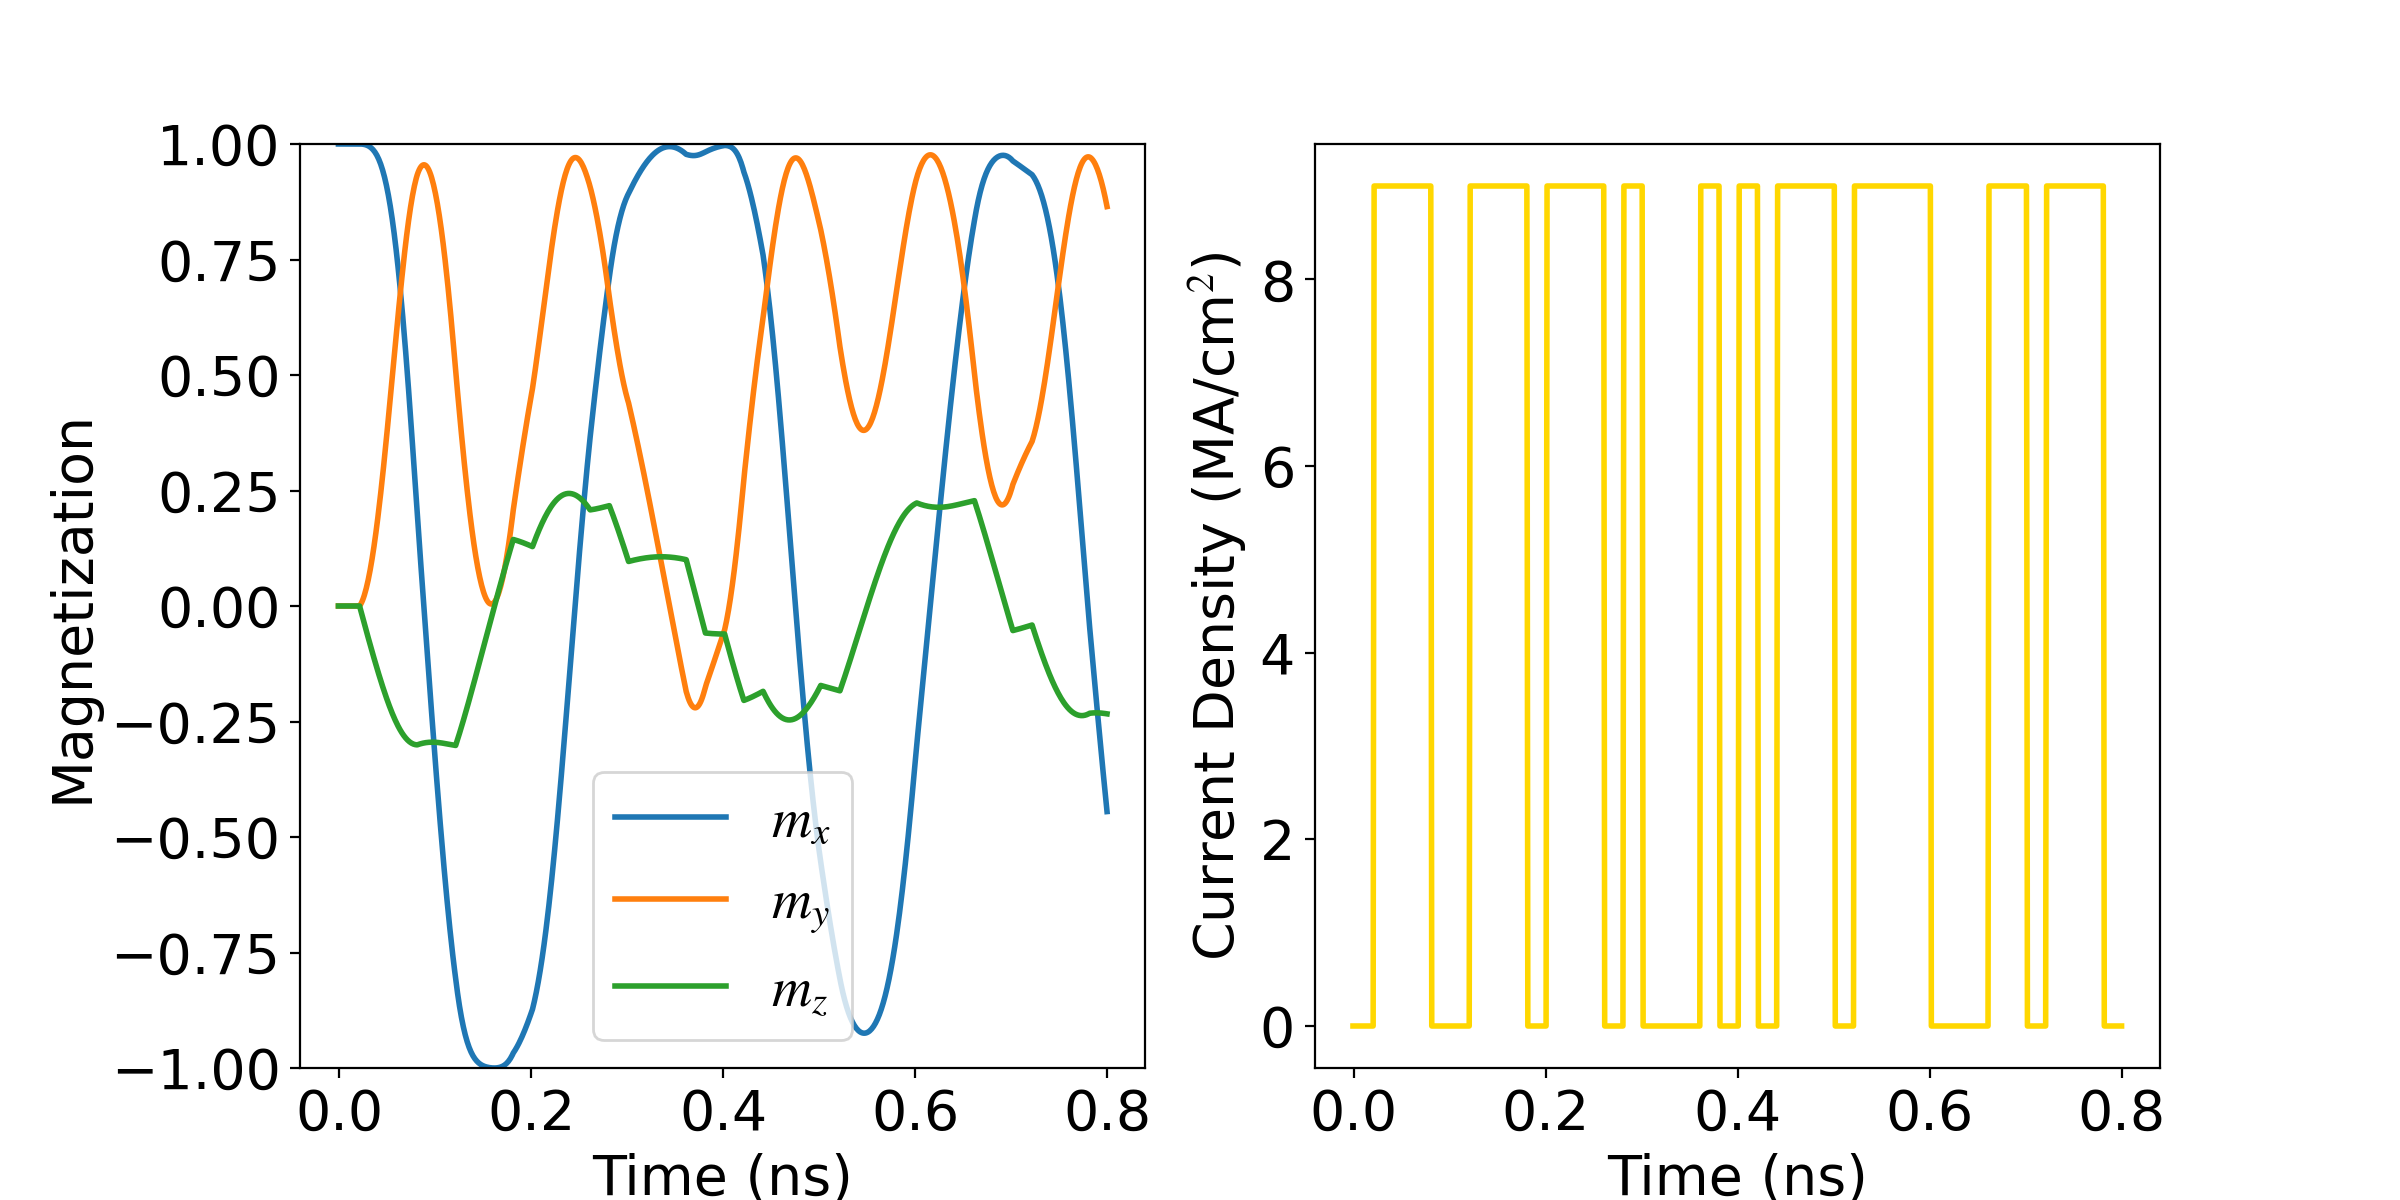 Magnetization
1.00
0.75
0.50
0.25
0.00
−0.25
−0.50
−0.75
−1.00
0.0 0.2 0.4 0.6 0.8
Time (ns)
m_x
m_y
m_z
Current Density (MA/cm²)
8
6
4
2
0
0.0 0.2 0.4 0.6 0.8
Time (ns)